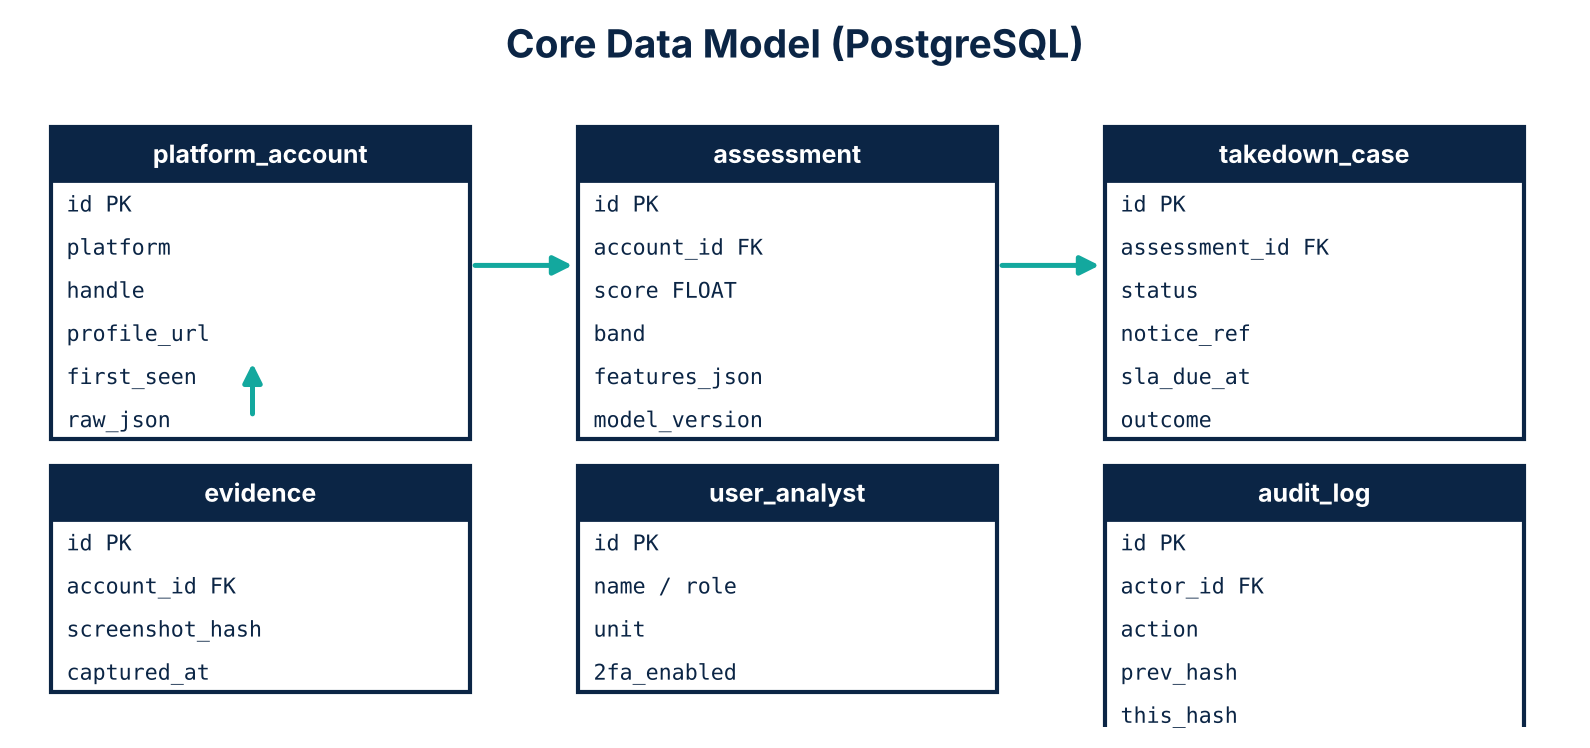 Core Data Model (PostgreSQL)
platform_account
id PK
platform
handle
profile_url
first_seen
raw_json
assessment
id PK
account_id FK
score FLOAT
band
features_json
model_version
takedown_case
id PK
assessment_id FK
status
notice_ref
sla_due_at
outcome
evidence
id PK
account_id FK
screenshot_hash
captured_at
user_analyst
id PK
name / role
unit
2fa_enabled
audit_log
id PK
actor_id FK
action
prev_hash
this_hash